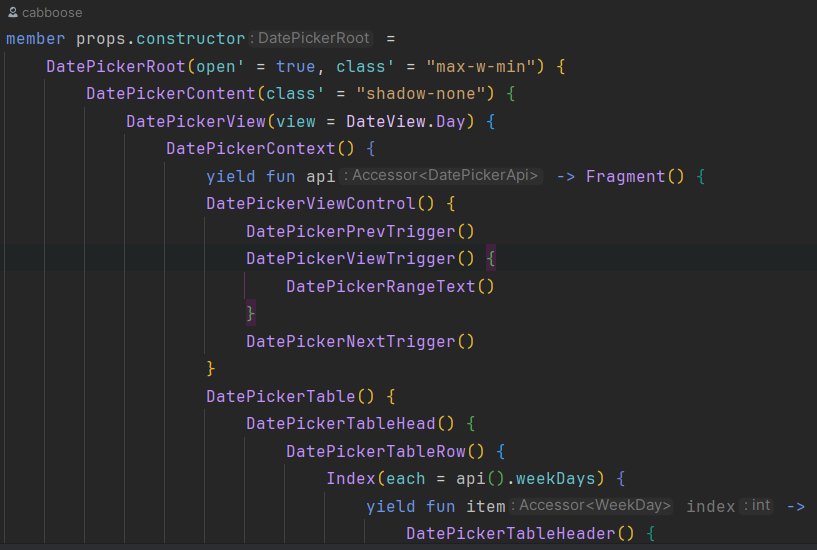 cabboose
member props.constructor : DatePickerRoot =
DatePickerRoot(open' = true, class' = "max-w-min") {
DatePickerContent(class' = "shadow-none") {
DatePickerView(view = DateView.Day) {
DatePickerContext() {
yield fun api : Accessor<DatePickerApi> -> Fragment() {
DatePickerViewControl() {
DatePickerPrevTrigger()
DatePickerViewTrigger() {
DatePickerRangeText()
}
DatePickerNextTrigger()
}
DatePickerTable() {
DatePickerTableHead() {
DatePickerTableRow() {
Index(each = api().weekDays) {
yield fun item : Accessor<WeekDay> index : int ->
DatePickerTableHeader() {